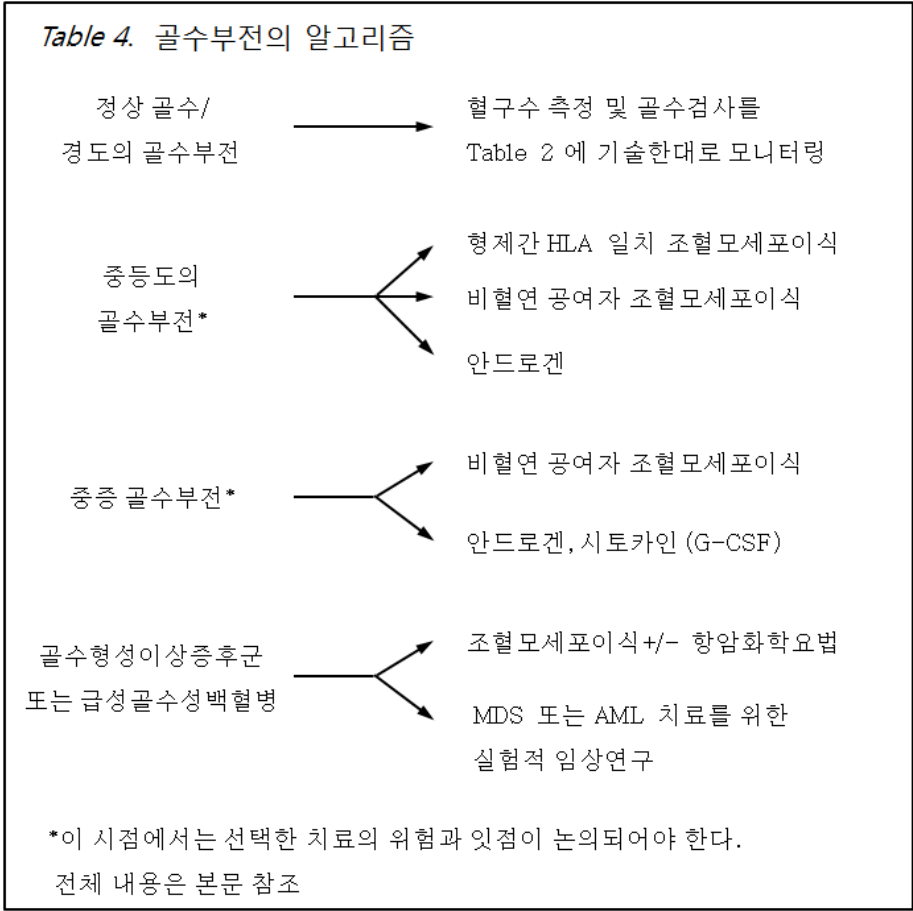 Table 4. 골수부전의 알고리즘
정상 골수/
경도의 골수부전
혈구수 측정 및 골수검사를
Table 2 에 기술한대로 모니터링
중등도의
골수부전*
형제간 HLA 일치 조혈모세포이식
비혈연 공여자 조혈모세포이식
안드로겐
중증 골수부전*
비혈연 공여자 조혈모세포이식
안드로겐, 시토카인 (G-CSF)
골수형성이상증후군
또는 급성골수성백혈병
조혈모세포이식+/- 항암화학요법
MDS 또는 AML 치료를 위한
실험적 임상연구
*이 시점에서는 선택한 치료의 위험과 잇점이 논의되어야 한다.
전체 내용은 본문 참조